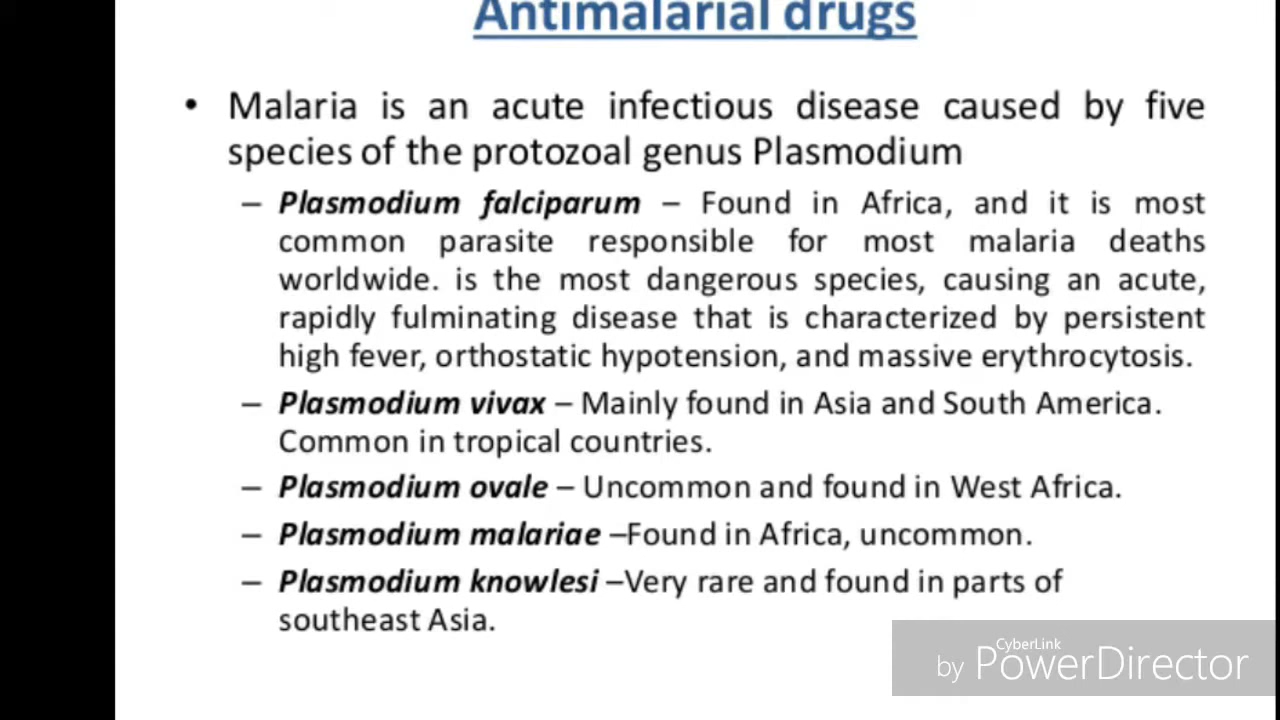 Antimalarial drugs
• Malaria is an acute infectious disease caused by five
species of the protozoal genus Plasmodium
– Plasmodium falciparum – Found in Africa, and it is most
common parasite responsible for most malaria deaths
worldwide. is the most dangerous species, causing an acute,
rapidly fulminating disease that is characterized by persistent
high fever, orthostatic hypotension, and massive erythrocytosis.
– Plasmodium vivax – Mainly found in Asia and South America.
Common in tropical countries.
– Plasmodium ovale – Uncommon and found in West Africa.
– Plasmodium malariae –Found in Africa, uncommon.
– Plasmodium knowlesi –Very rare and found in parts of
southeast Asia.
CyberLink
by PowerDirector